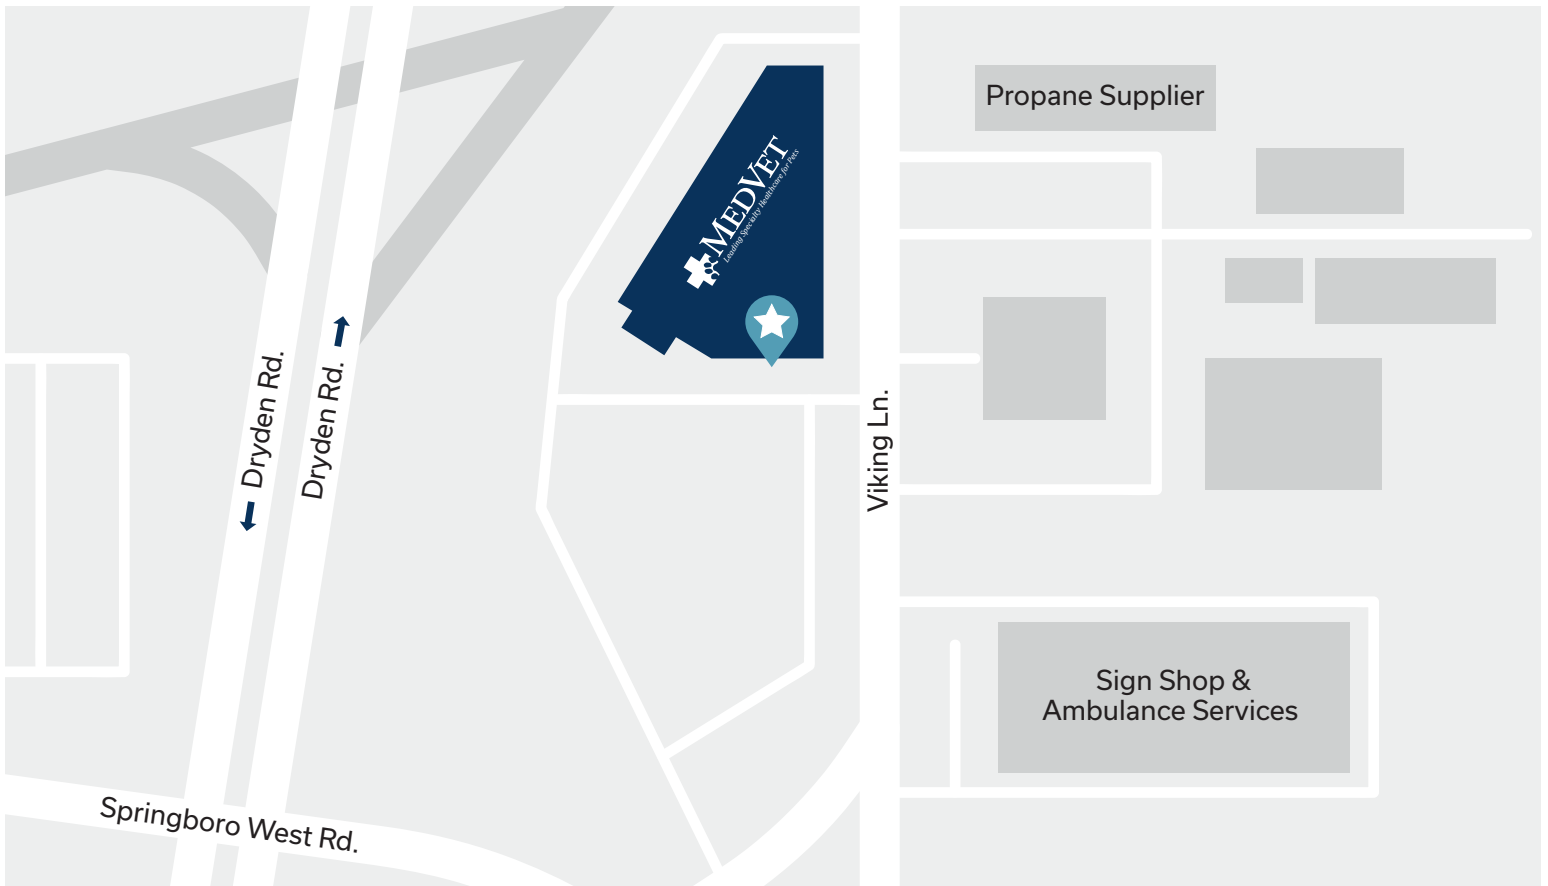 Propane Supplier
MEDVET
Leading Specialty Healthcare for Pets
Dryden Rd.
Dryden Rd.
Viking Ln.
Sign Shop &
Ambulance Services
Springboro West Rd.